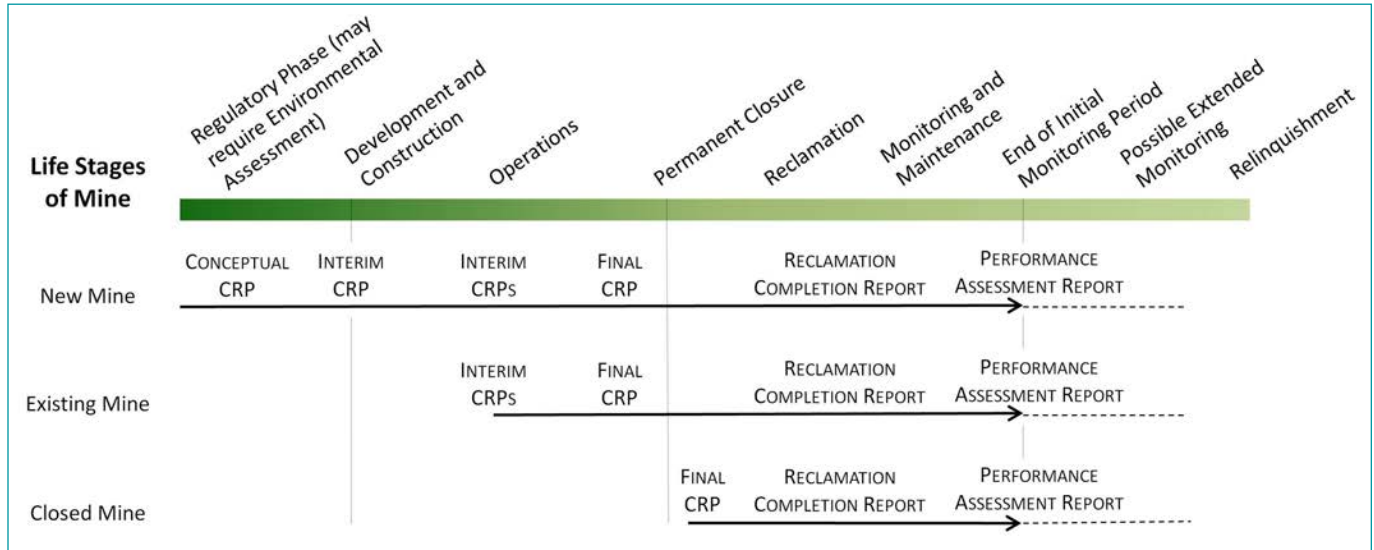 Regulatory Phase (may
require Environmental
Assessment)
Development and
Construction
Operations
Permanent Closure
Reclamation
Monitoring and
Maintenance
End of Initial
Monitoring Period
Possible Extended
Monitoring
Relinquishment
Life Stages
of Mine
CONCEPTUAL
CRP
INTERIM
CRP
INTERIM
CRPS
FINAL
CRP
RECLAMATION
COMPLETION REPORT
PERFORMANCE
ASSESSMENT REPORT
New Mine
INTERIM
CRPS
FINAL
CRP
RECLAMATION
COMPLETION REPORT
PERFORMANCE
ASSESSMENT REPORT
Existing Mine
FINAL
CRP
RECLAMATION
COMPLETION REPORT
PERFORMANCE
ASSESSMENT REPORT
Closed Mine